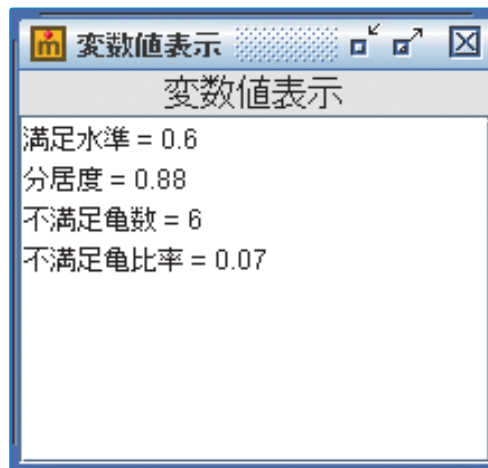 変数値表示
変数値表示
満足水準 = 0.6
分居度 = 0.88
不満足亀数 = 6
不満足亀比率 = 0.07